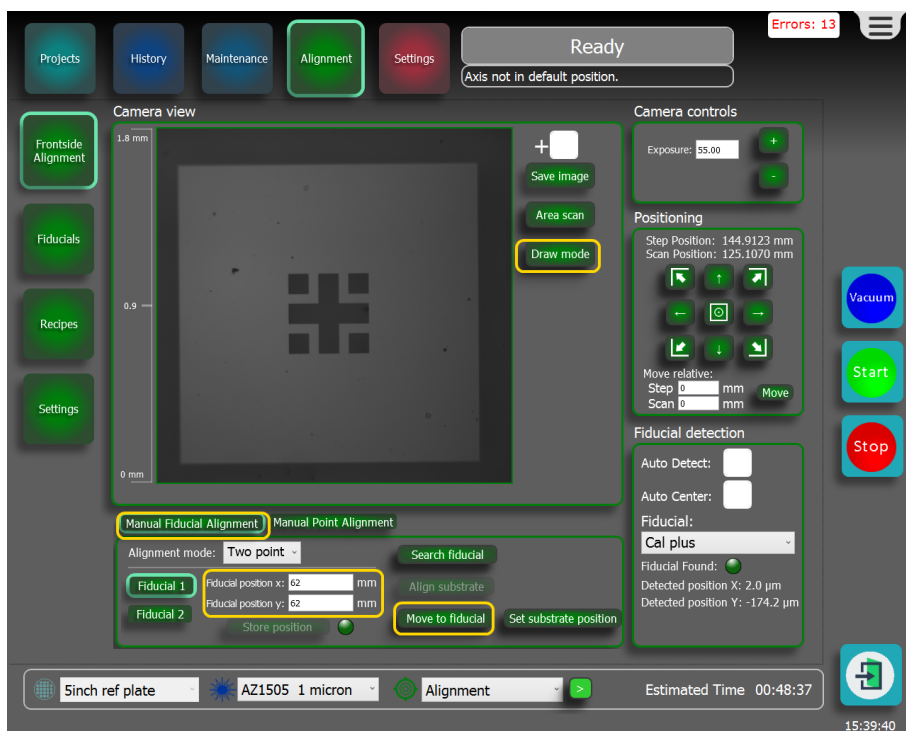 Errors: 13
Projects
History
Maintenance
Alignment
Settings
Ready
Axis not in default position.
Frontside
Alignment
Fiducials
Recipes
Settings
Camera view
1.8 mm
0.9
0 mm
+
Save image
Area scan
Draw mode
Camera controls
Exposure: 55.00
+
-
Positioning
Step Position: 144.9123 mm
Scan Position: 125.1070 mm
Move relative:
Step 0 mm
Scan 0 mm
Move
Fiducial detection
Auto Detect:
Auto Center:
Fiducial:
Cal plus
Fiducial Found:
Detected position X: 2.0 µm
Detected position Y: -174.2 µm
Vacuum
Start
Stop
Manual Fiducial Alignment
Manual Point Alignment
Alignment mode: Two point
Fiducial 1
Fiducial 2
Fiducial position x: 62 mm
Fiducial position y: 62 mm
Store position
Search fiducial
Align substrate
Move to fiducial
Set substrate position
5inch ref plate
AZ1505 1 micron
Alignment
>
Estimated Time 00:48:37
15:39:40